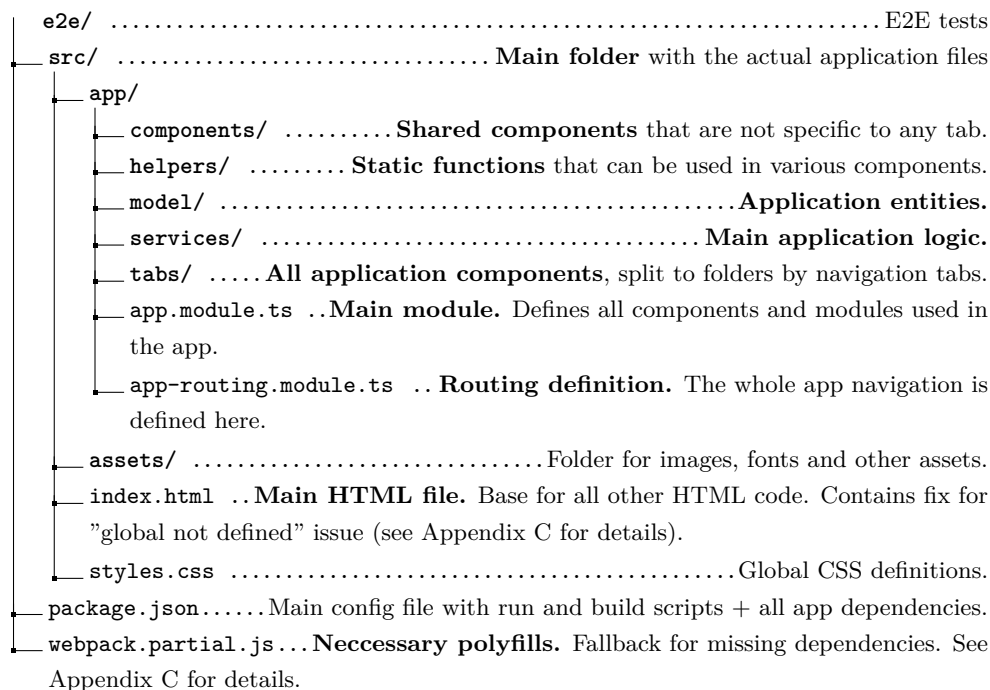 e2e/ ........................................................................ E2E tests
src/ .................................. Main folder with the actual application files
app/
components/ .......... Shared components that are not specific to any tab.
helpers/ ......... Static functions that can be used in various components.
model/ ............................................... Application entities.
services/ ........................................ Main application logic.
tabs/ ..... All application components, split to folders by navigation tabs.
app.module.ts .. Main module. Defines all components and modules used in
the app.
app-routing.module.ts .. Routing definition. The whole app navigation is
defined here.
assets/ ................................ Folder for images, fonts and other assets.
index.html .. Main HTML file. Base for all other HTML code. Contains fix for
”global not defined” issue (see Appendix C for details).
styles.css .............................................. Global CSS definitions.
package.json ...... Main config file with run and build scripts + all app dependencies.
webpack.partial.js ... Neccessary polyfills. Fallback for missing dependencies. See
Appendix C for details.